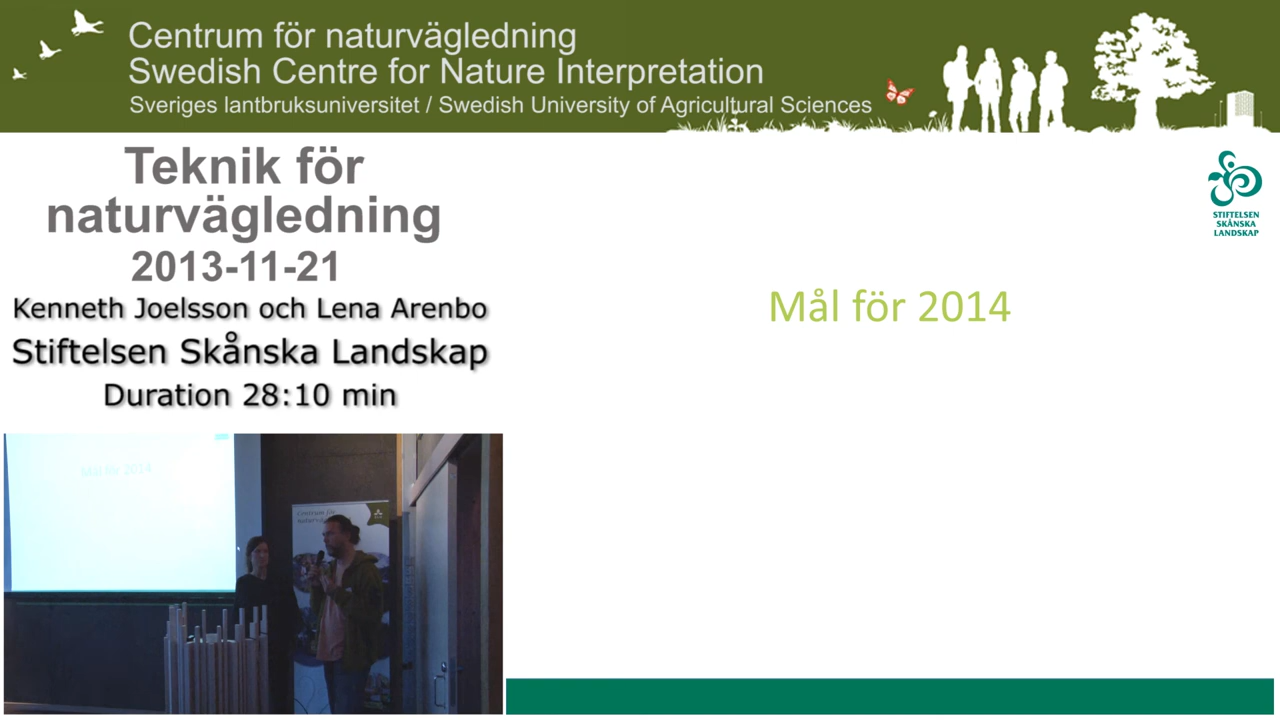 Centrum för naturvägledning
Swedish Centre for Nature Interpretation
Sveriges lantbruksuniversitet / Swedish University of Agricultural Sciences
Teknik för
naturvägledning
2013-11-21
Kenneth Joelsson och Lena Arenbo
Stiftelsen Skånska Landskap
Duration 28:10 min
STIFTELSEN
SKÅNSKA
LANDSKAP
Mål för 2014
Mål för 2014
Centrum för